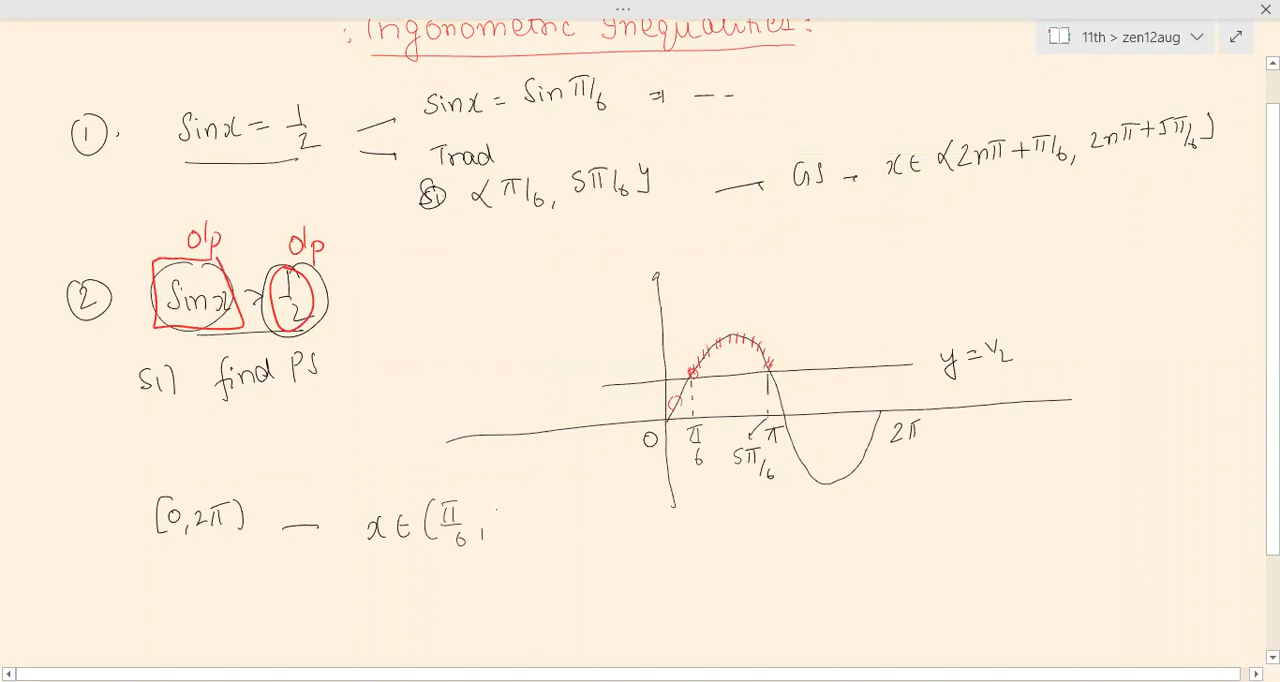 : Trigonometric Inequalities:
11th > zen12aug
①. Sinx = 1/2
Sinx = Sin π/6 ⇒ --
Trad
S1 { π/6, 5π/6 } → GS → x ∈ { 2nπ + π/6, 2nπ + 5π/6 }
o/p o/p
② Sinx > 1/2
S1) find PS
y = 1/2
0 π/6 5π/6 π 2π
[0, 2π) — x ∈ ( π/6 ,